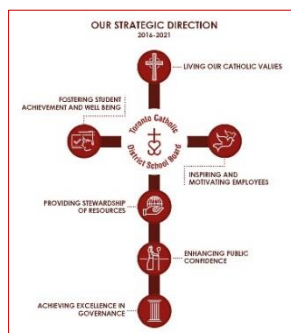 OUR STRATEGIC DIRECTION
2016-2021
LIVING OUR CATHOLIC VALUES
FOSTERING STUDENT
ACHIEVEMENT AND WELL BEING
Toronto Catholic
District School Board
INSPIRING AND
MOTIVATING EMPLOYEES
PROVIDING STEWARDSHIP
OF RESOURCES
ENHANCING PUBLIC
CONFIDENCE
ACHIEVING EXCELLENCE IN
GOVERNANCE